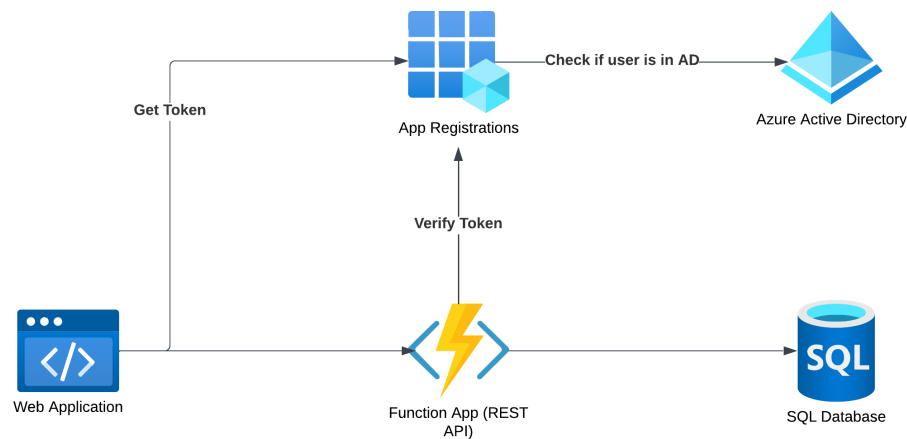 Check if user is in AD
Get Token
Azure Active Directory
App Registrations
Verify Token
</>
SQL
Web Application
Function App (REST
API)
SQL Database